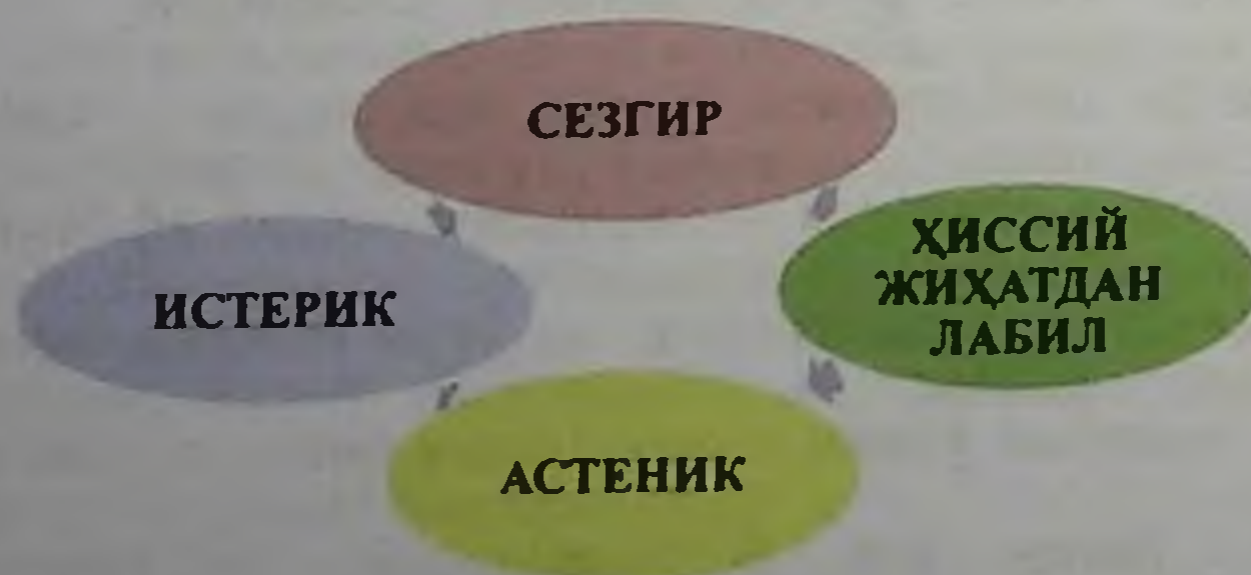 СЕЗГИР
ИСТЕРИК
ҲИССИЙ
ЖИҲАТДАН
ЛАБИЛ
АСТЕНИК